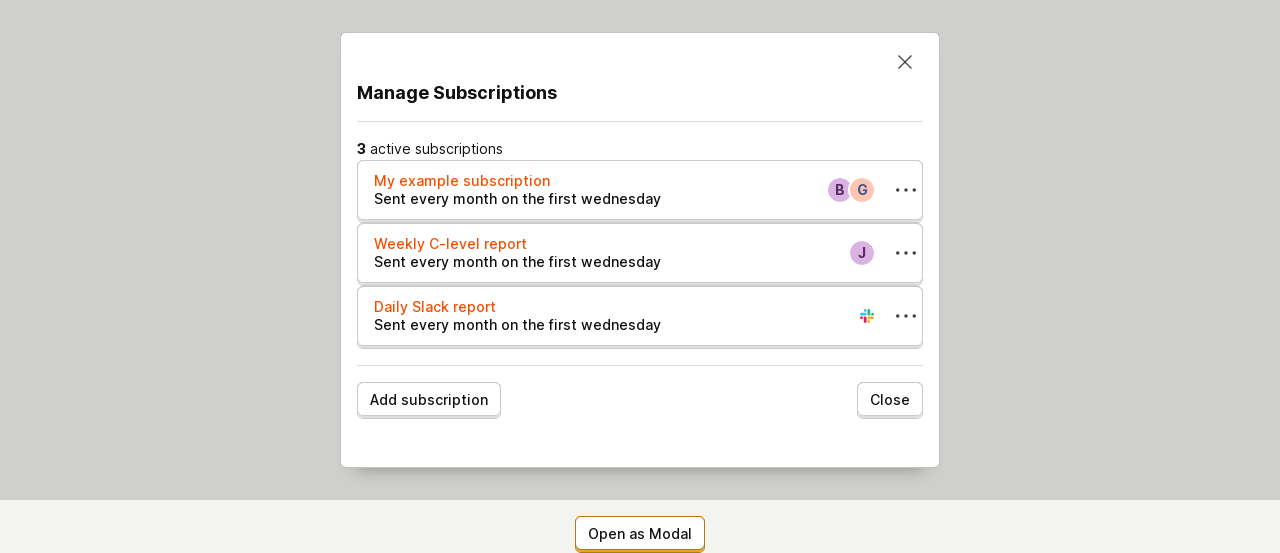 Manage Subscriptions
3 active subscriptions
My example subscription
Sent every month on the first wednesday
B G
Weekly C-level report
Sent every month on the first wednesday
J
Daily Slack report
Sent every month on the first wednesday
Add subscription
Close
Open as Modal